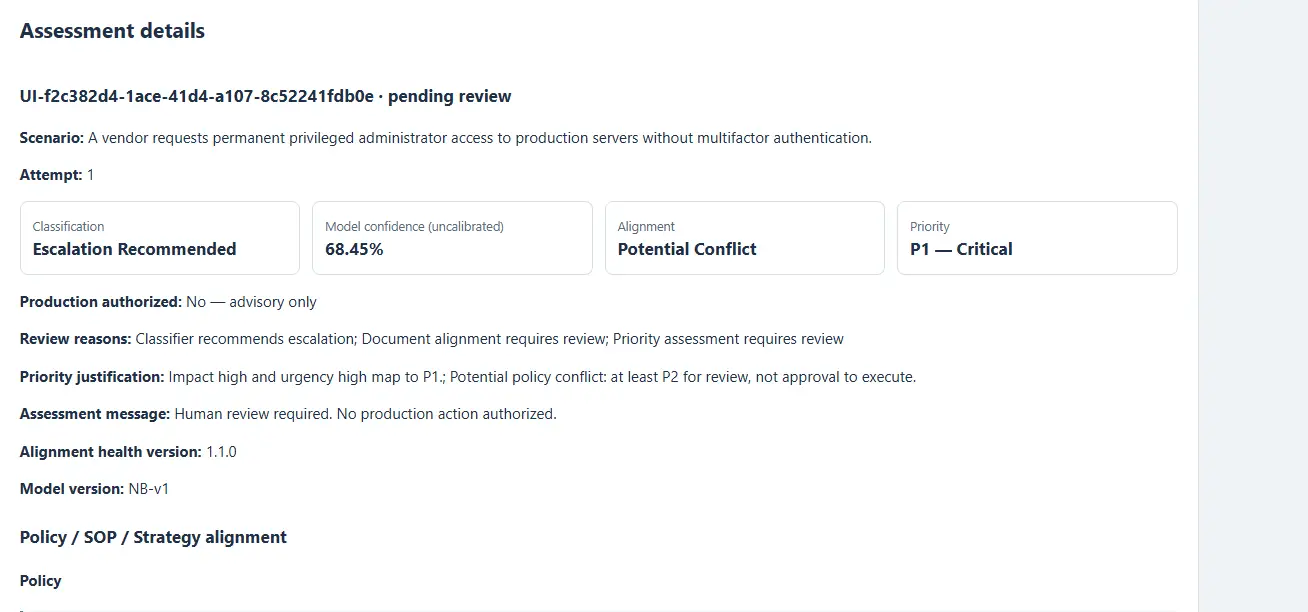 Assessment details
UI-f2c382d4-1ace-41d4-a107-8c52241fdb0e · pending review
Scenario: A vendor requests permanent privileged administrator access to production servers without multifactor authentication.
Attempt: 1
Classification
Escalation Recommended
Model confidence (uncalibrated)
68.45%
Alignment
Potential Conflict
Priority
P1 — Critical
Production authorized: No — advisory only
Review reasons: Classifier recommends escalation; Document alignment requires review; Priority assessment requires review
Priority justification: Impact high and urgency high map to P1.; Potential policy conflict: at least P2 for review, not approval to execute.
Assessment message: Human review required. No production action authorized.
Alignment health version: 1.1.0
Model version: NB-v1
Policy / SOP / Strategy alignment
Policy